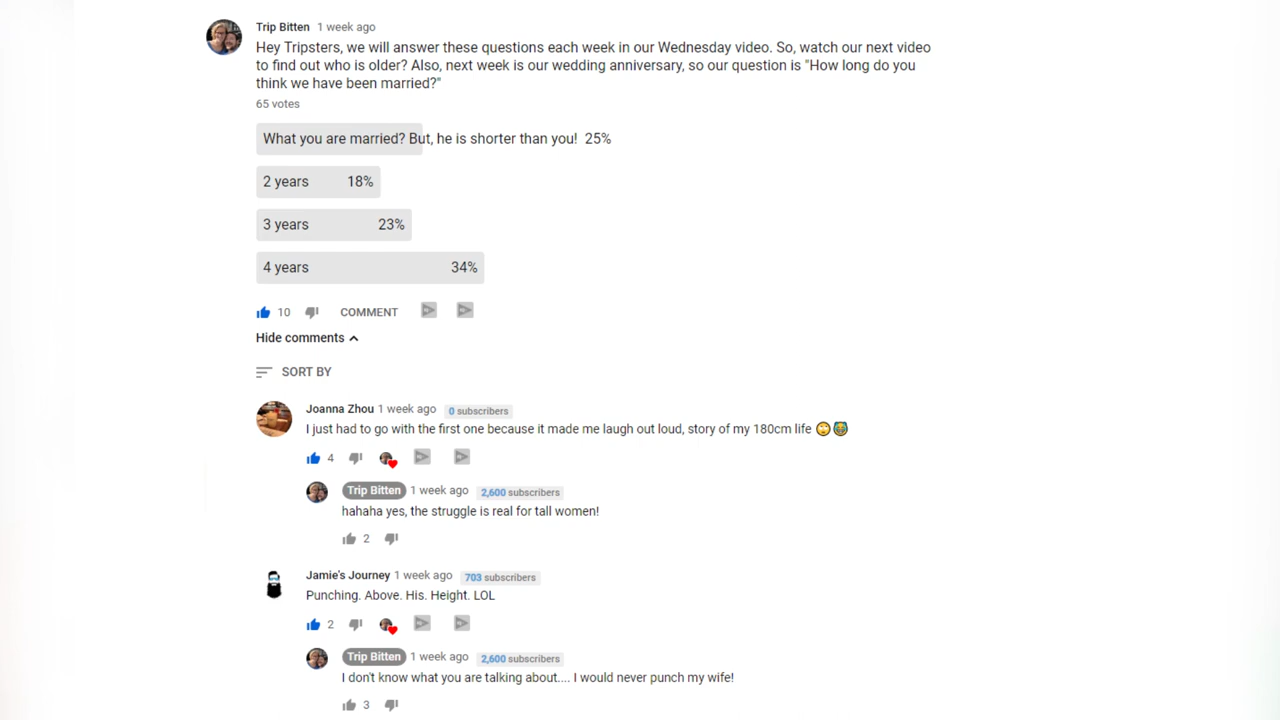 Trip Bitten 1 week ago
Hey Tripsters, we will answer these questions each week in our Wednesday video. So, watch our next video
to find out who is older? Also, next week is our wedding anniversary, so our question is "How long do you
think we have been married?"
65 votes
What you are married? But, he is shorter than you! 25%
2 years 18%
3 years 23%
4 years 34%
10 COMMENT
Hide comments
SORT BY
Joanna Zhou 1 week ago 0 subscribers
I just had to go with the first one because it made me laugh out loud, story of my 180cm life
4
Trip Bitten 1 week ago 2,600 subscribers
hahaha yes, the struggle is real for tall women!
2
Jamie's Journey 1 week ago 703 subscribers
Punching. Above. His. Height. LOL
2
Trip Bitten 1 week ago 2,600 subscribers
I don't know what you are talking about.... I would never punch my wife!
3